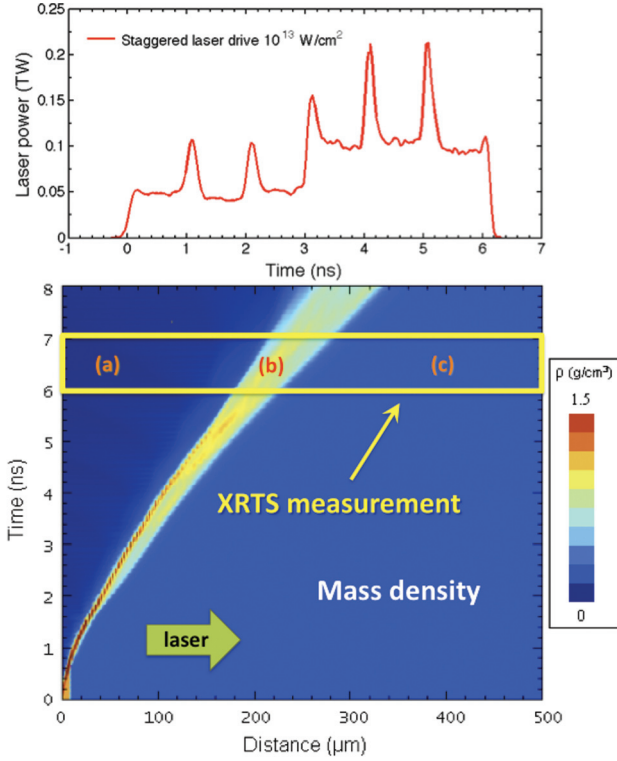 Staggered laser drive 10¹³ W/cm²
Laser power (TW)
0.25
0.2
0.15
0.1
0.05
0
-1 0 1 2 3 4 5 6 7
Time (ns)
8
7
6
5
4
3
2
1
0
Time (ns)
(a) (b) (c)
XRTS measurement
Mass density
laser
0 100 200 300 400 500
Distance (μm)
ρ (g/cm³)
1.5
0